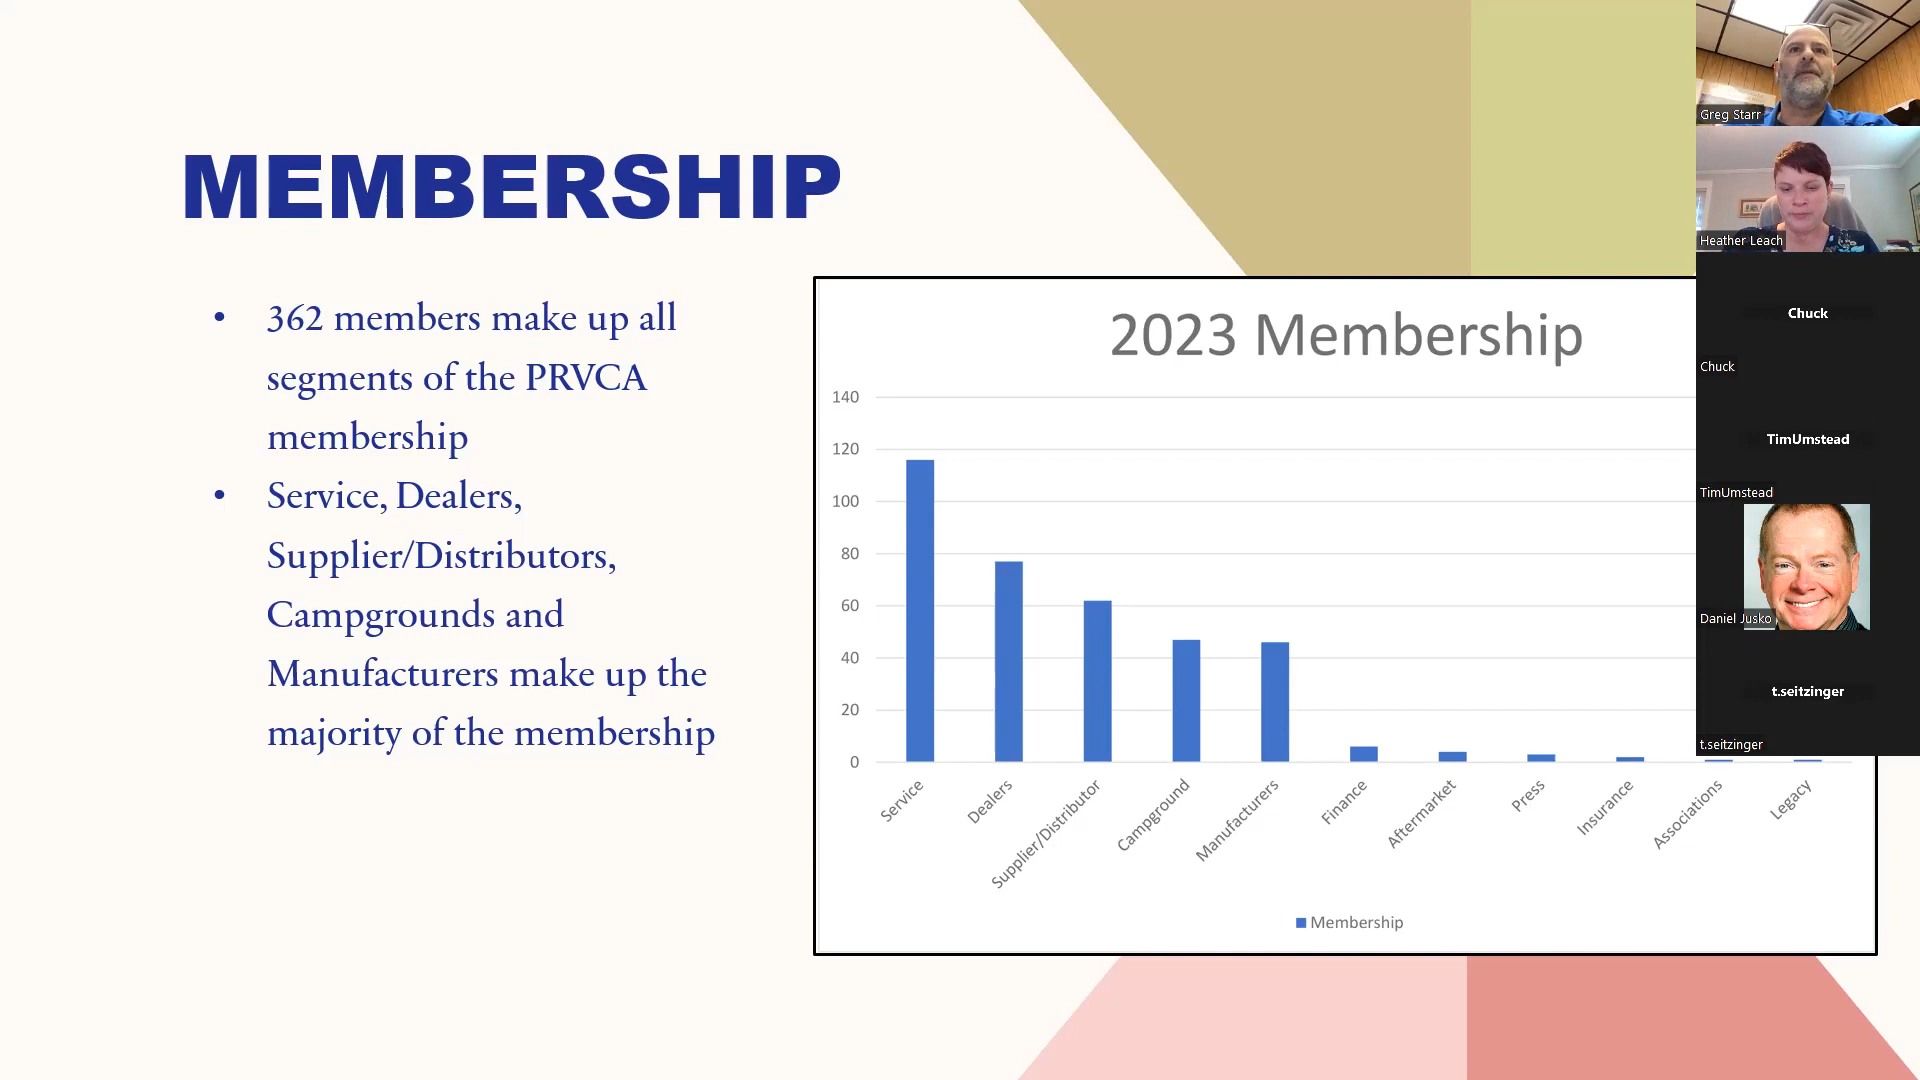 MEMBERSHIP
• 362 members make up all
segments of the PRVCA
membership
• Service, Dealers,
Supplier/Distributors,
Campgrounds and
Manufacturers make up the
majority of the membership
2023 Membership
140
120
100
80
60
40
20
0
Service
Dealers
Supplier/Distributor
Campground
Manufacturers
Finance
Aftermarket
Press
Insurance
Associations
Legacy
Membership
Greg Starr
Heather Leach
Chuck
Chuck
TimUmstead
TimUmstead
Daniel Jusko
t.seitzinger
t.seitzinger